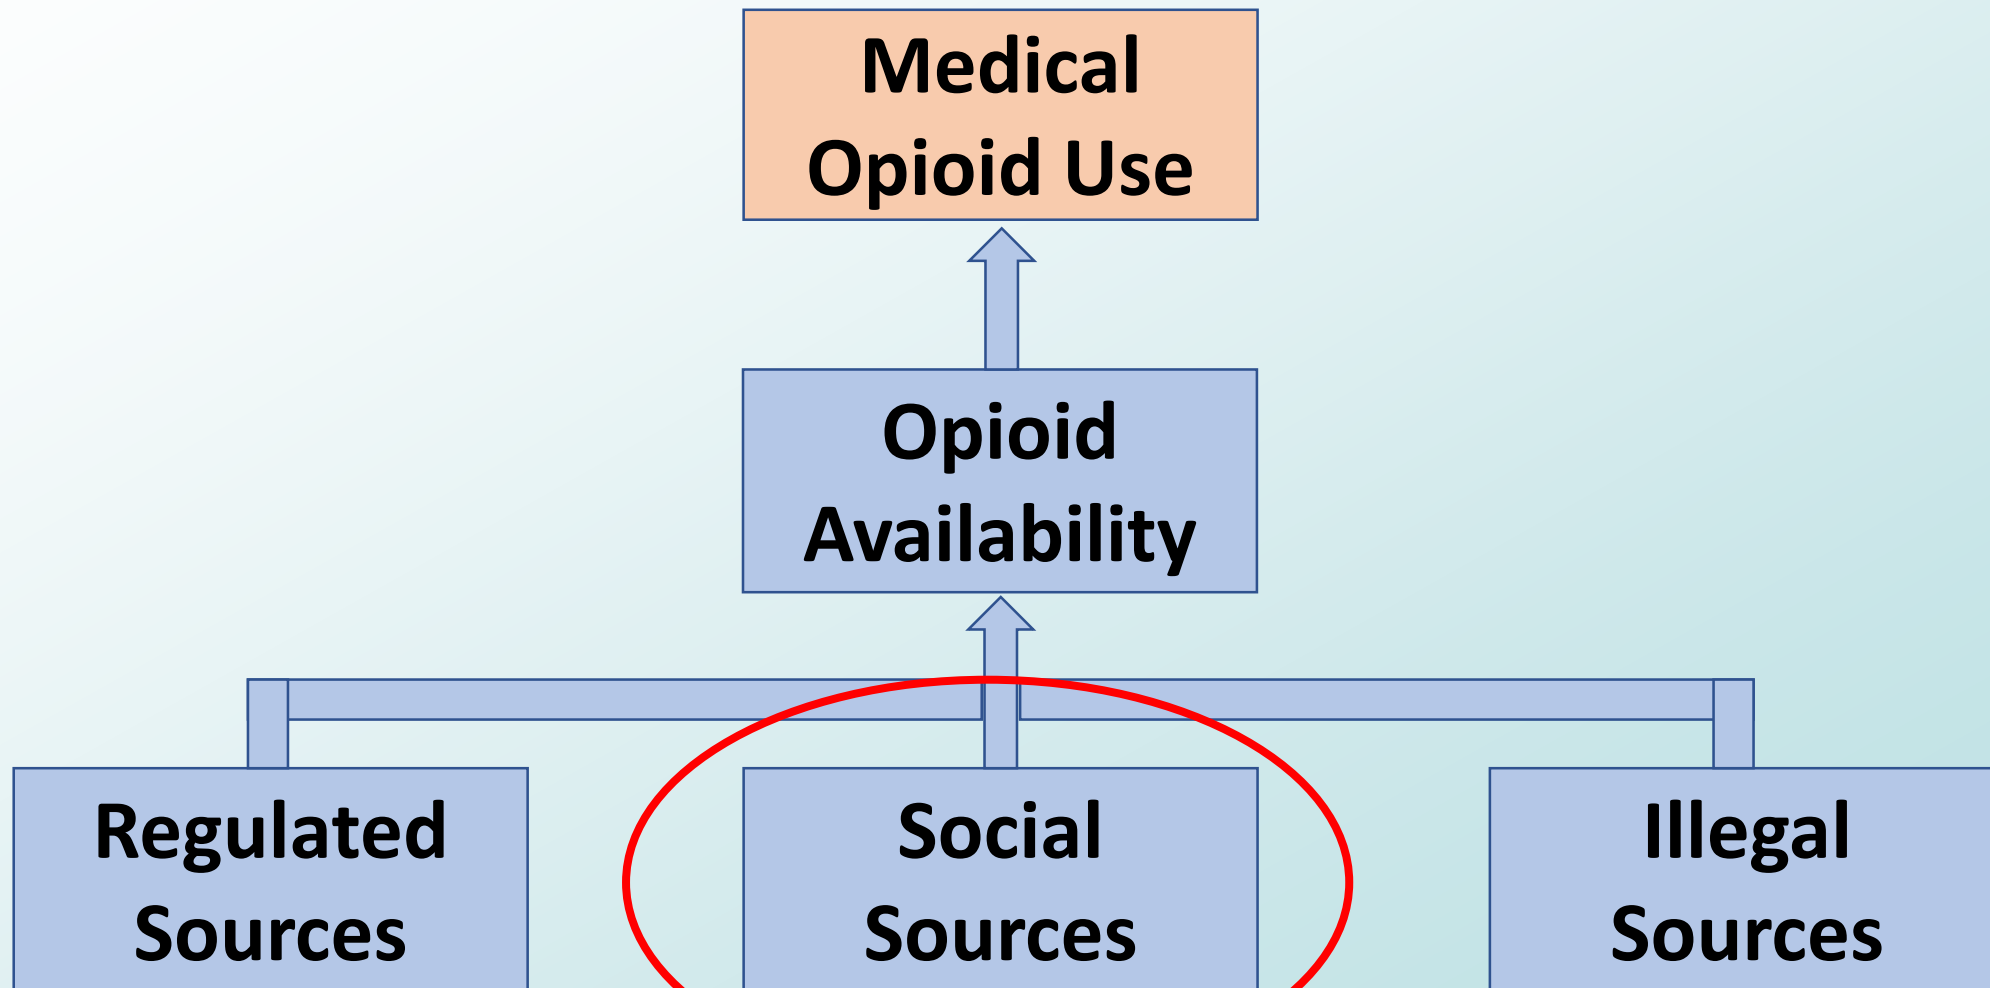 Medical
Opioid Use
Opioid
Availability
Regulated
Sources
Social
Sources
Illegal
Sources